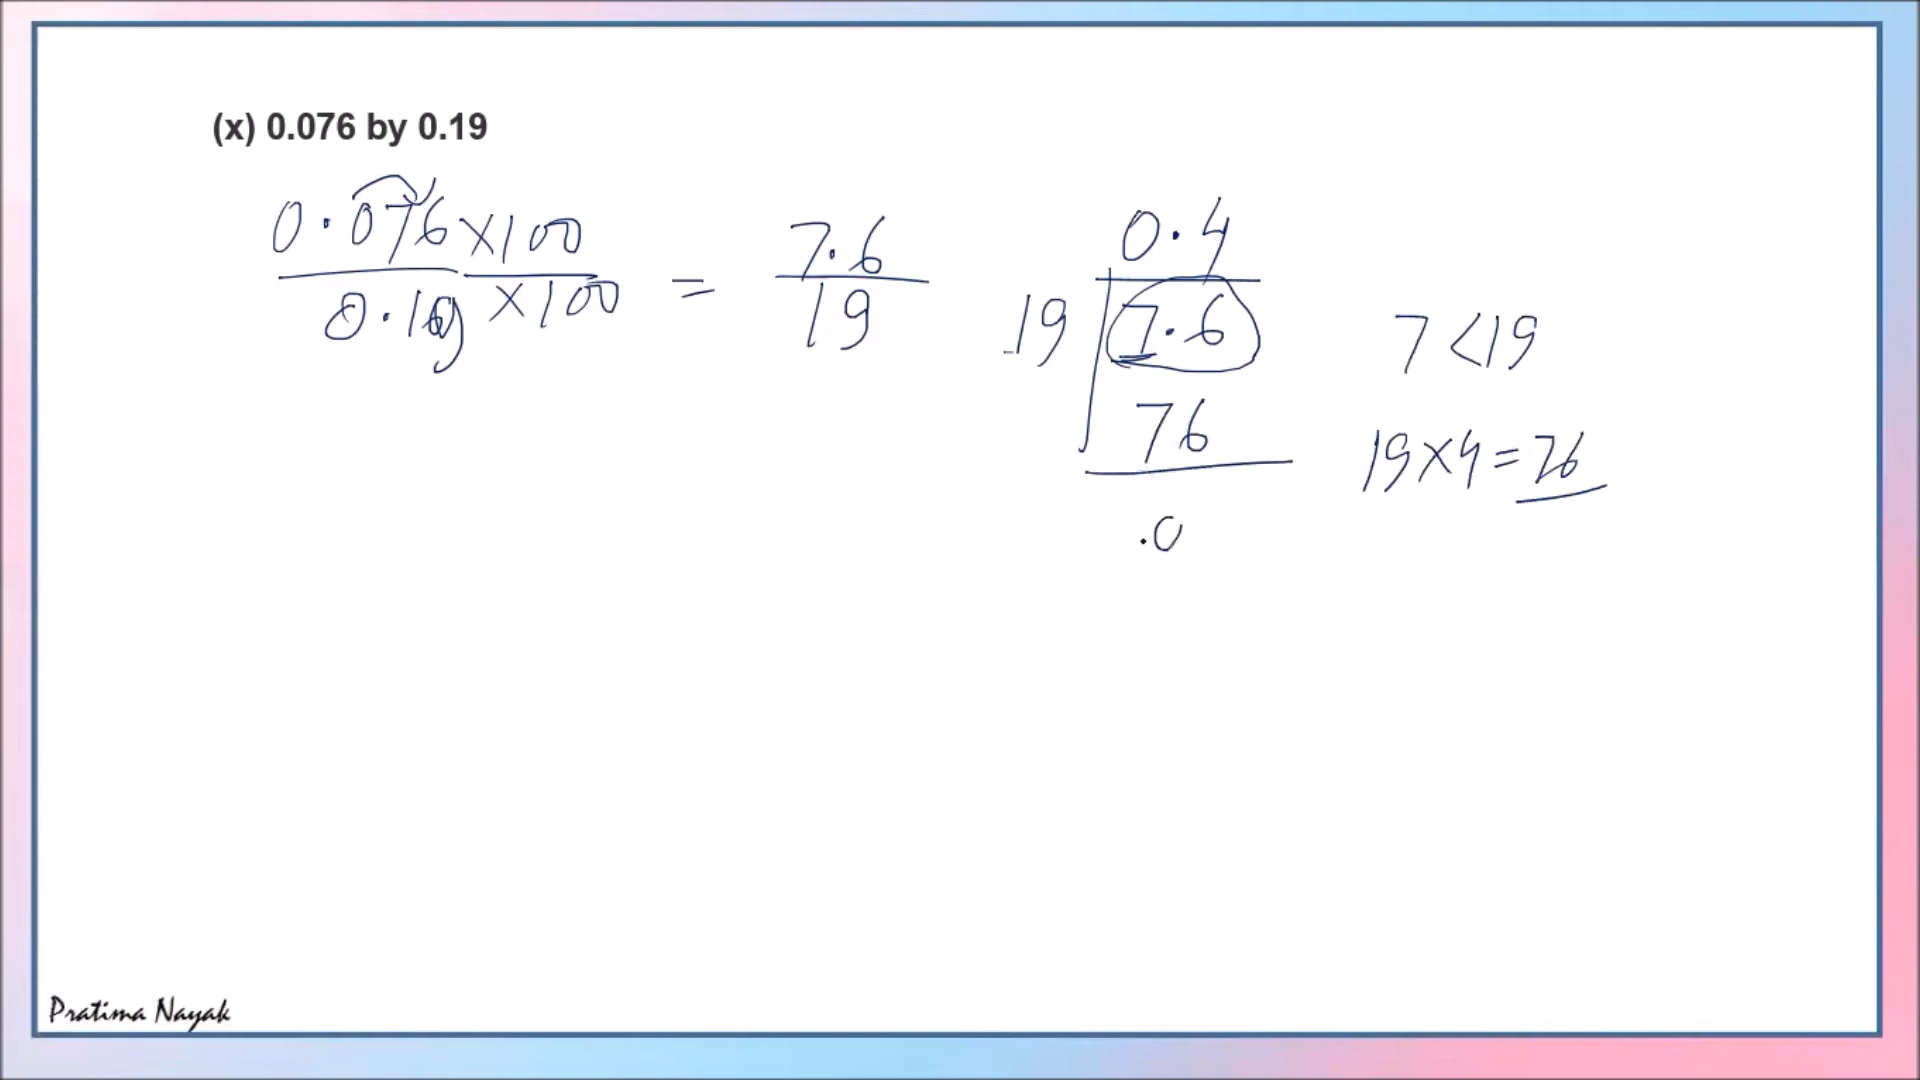 (x) 0.076 by 0.19
0.076 × 100 / 0.19 × 100 = 7.6 / 19
0.4
19 7.6
7 < 19
76
19 × 4 = 76
.0
Pratima Nayak